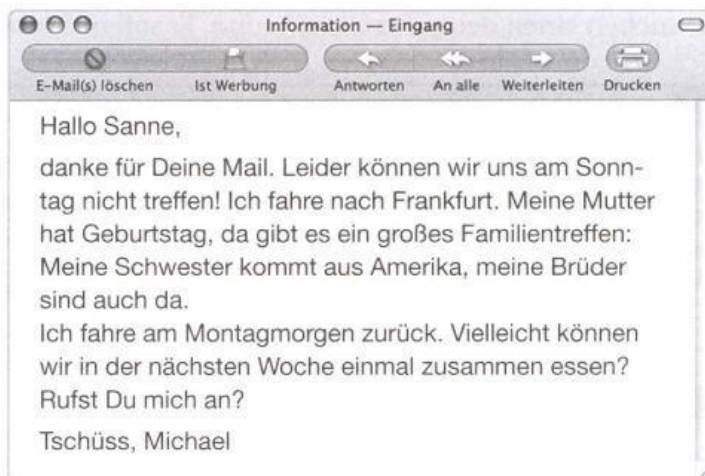 Information — Eingang
E-Mail(s) löschen Ist Werbung Antworten An alle Weiterleiten Drucken
Hallo Sanne,
danke für Deine Mail. Leider können wir uns am Sonn-
tag nicht treffen! Ich fahre nach Frankfurt. Meine Mutter
hat Geburtstag, da gibt es ein großes Familientreffen:
Meine Schwester kommt aus Amerika, meine Brüder
sind auch da.
Ich fahre am Montagmorgen zurück. Vielleicht können
wir in der nächsten Woche einmal zusammen essen?
Rufst Du mich an?
Tschüss, Michael